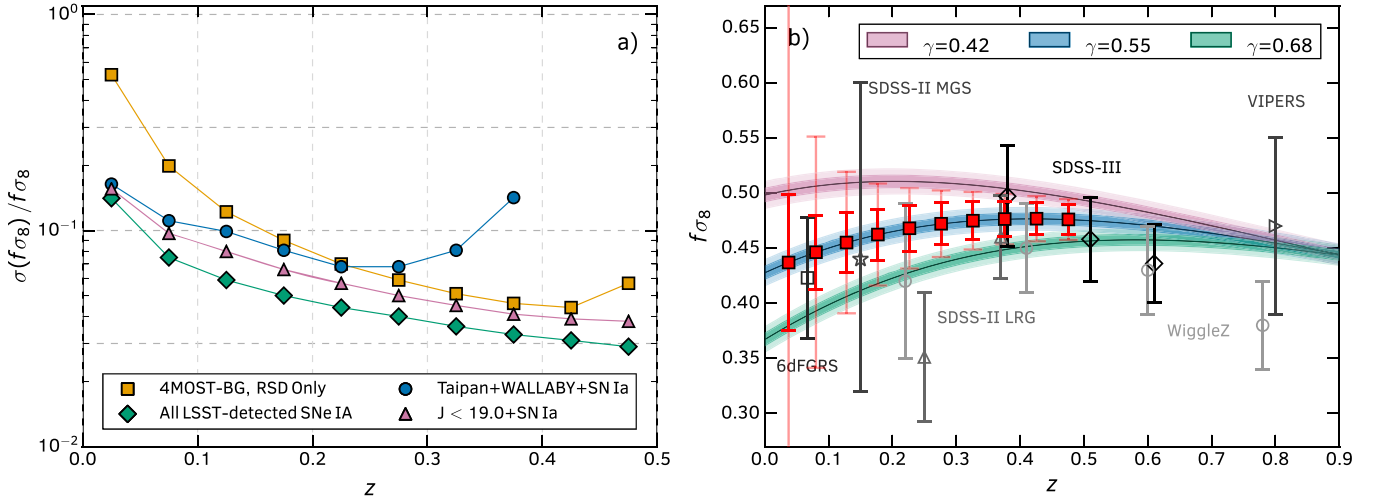 a)
10⁰
10⁻¹
10⁻²
σ(fσ₈)/fσ₈
4MOST-BG, RSD Only
Taipan+WALLABY+SN Ia
All LSST-detected SNe IA
J < 19.0+SN Ia
0.0 0.1 0.2 0.3 0.4 0.5
z
b)
γ=0.42 γ=0.55 γ=0.68
0.65
0.60
0.55
0.50
0.45
0.40
0.35
0.30
fσ₈
SDSS-II MGS
VIPERS
SDSS-III
SDSS-II LRG
WiggleZ
6dFGRS
0.0 0.1 0.2 0.3 0.4 0.5 0.6 0.7 0.8 0.9
z